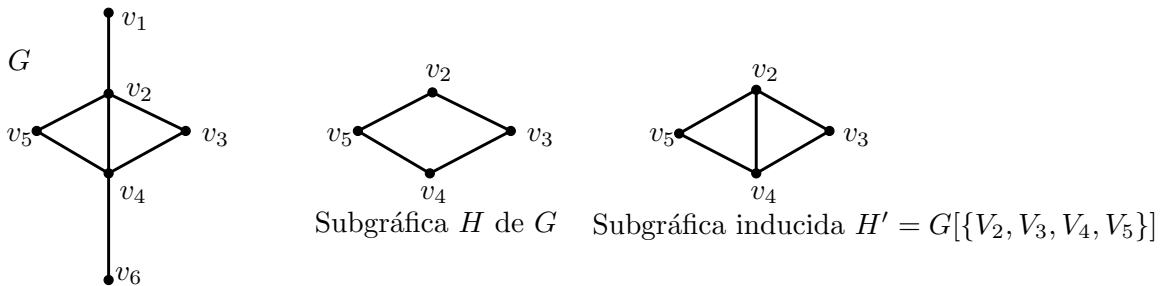 G
v₁
v₂
v₅
v₃
v₄
v₆
v₂
v₅
v₃
v₄
Subgráfica H de G
v₂
v₅
v₃
v₄
Subgráfica inducida H′ = G[{V₂, V₃, V₄, V₅}]